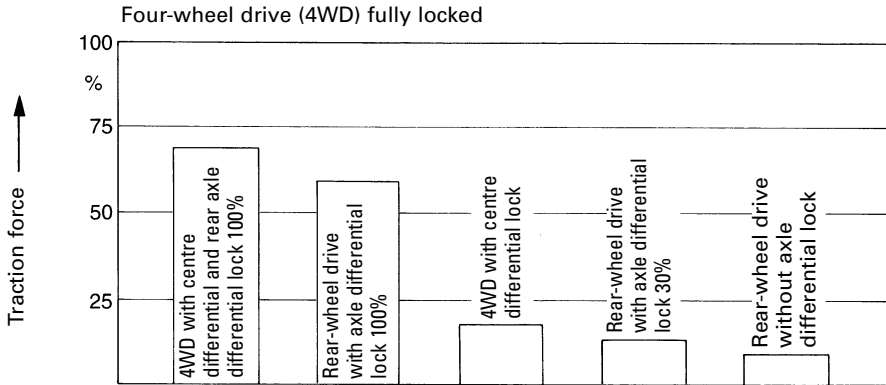 Four-wheel drive (4WD) fully locked
100
%
75
50
25
Traction force
4WD with centre
differential and rear axle
differential lock 100%
Rear-wheel drive
with axle differential
lock 100%
4WD with centre
differential lock
Rear-wheel drive
with axle differential
lock 30%
Rear-wheel drive
without axle
differential lock